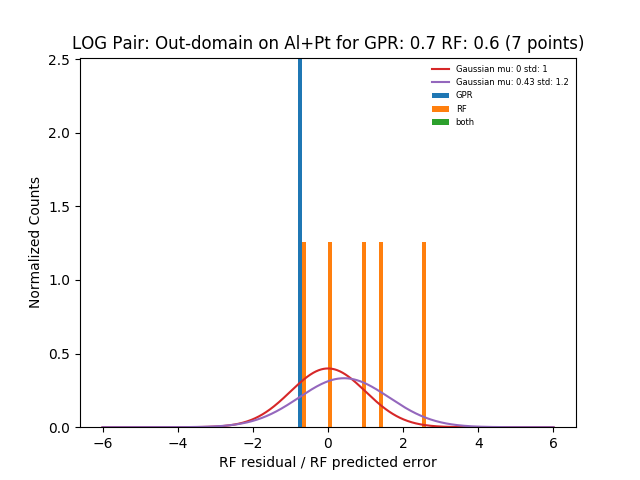 LOG Pair: Out-domain on Al+Pt for GPR: 0.7 RF: 0.6 (7 points)
2.5
2.0
1.5
1.0
0.5
0.0
Normalized Counts
Gaussian mu: 0 std: 1
Gaussian mu: 0.43 std: 1.2
GPR
RF
both
−6 −4 −2 0 2 4 6
RF residual / RF predicted error